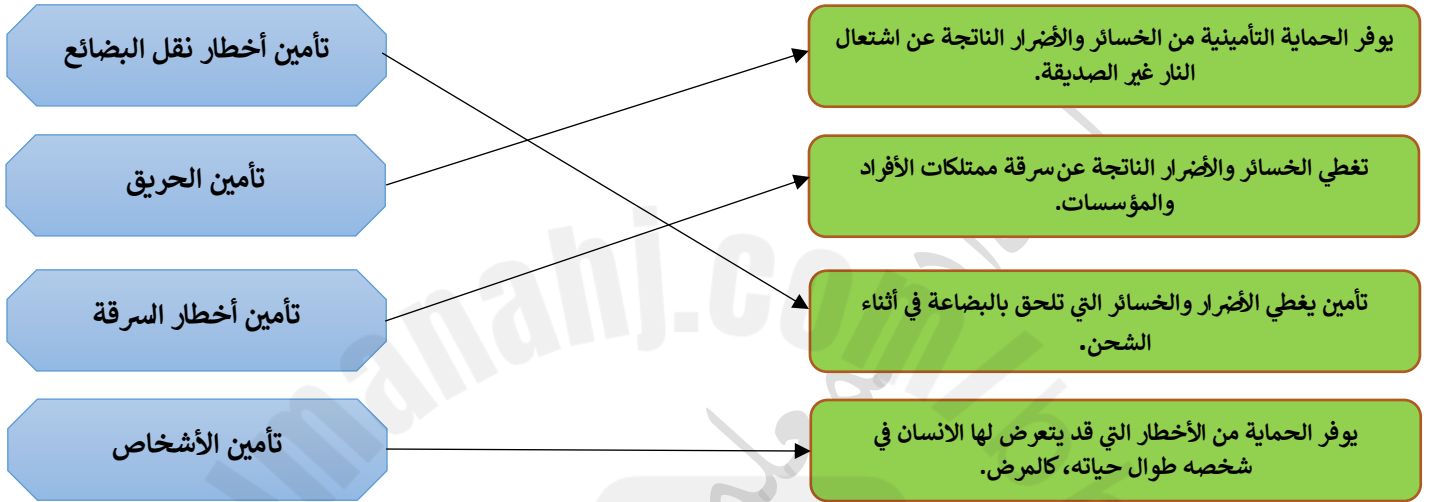 يوفر الحماية التأمينية من الخسائر والأضرار الناتجة عن اشتعال
النار غير الصديقة.
تأمين أخطار نقل البضائع
تغطي الخسائر والأضرار الناتجة عن سرقة ممتلكات الأفراد
والمؤسسات.
تأمين الحريق
تأمين يغطي الأضرار والخسائر التي تلحق بالبضاعة في أثناء
الشحن.
تأمين أخطار السرقة
يوفر الحماية من الأخطار التي قد يتعرض لها الانسان في
شخصه طوال حياته، كالمرض.
تأمين الأشخاص
manahj.com/b